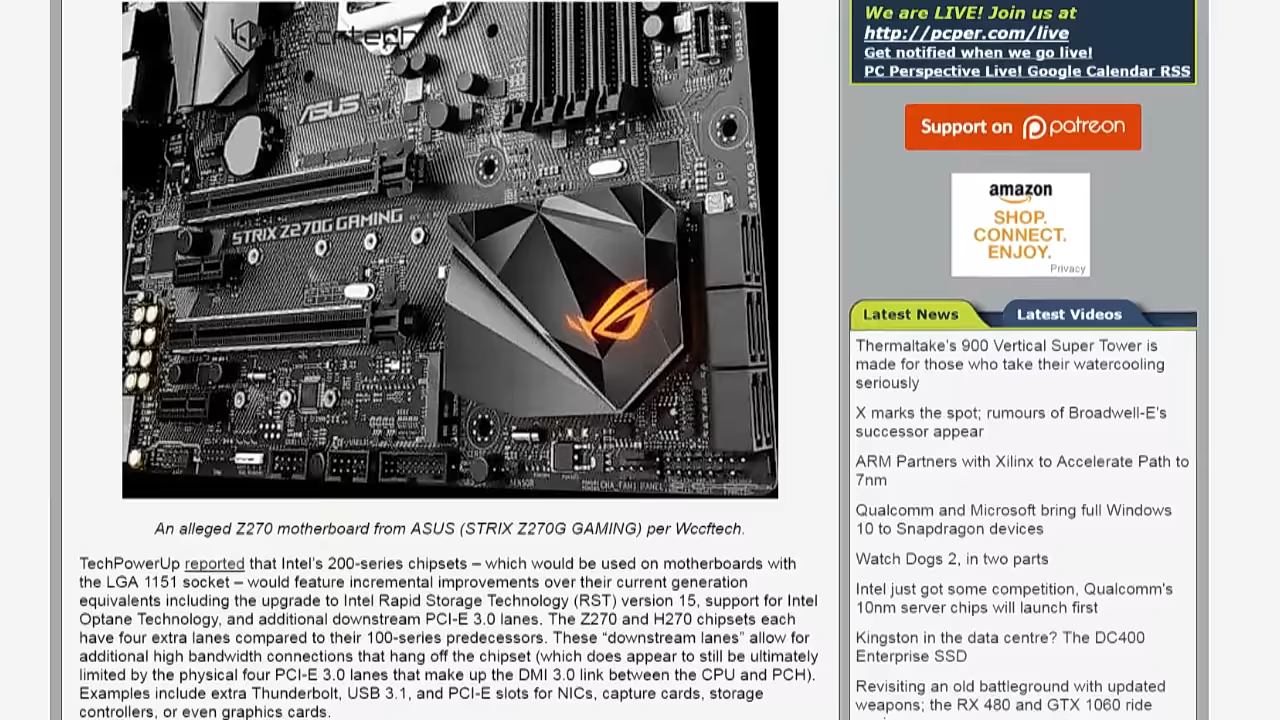 We are LIVE! Join us at
http://pcper.com/live
Get notified when we go live!
PC Perspective Live! Google Calendar RSS
Support on patreon
amazon
SHOP.
CONNECT.
ENJOY.
Privacy
ASUS
STRIX Z270G GAMING
An alleged Z270 motherboard from ASUS (STRIX Z270G GAMING) per Wccftech.
TechPowerUp reported that Intel's 200-series chipsets – which would be used on motherboards with
the LGA 1151 socket – would feature incremental improvements over their current generation
equivalents including the upgrade to Intel Rapid Storage Technology (RST) version 15, support for Intel
Optane Technology, and additional downstream PCI-E 3.0 lanes. The Z270 and H270 chipsets each
have four extra lanes compared to their 100-series predecessors. These “downstream lanes” allow for
additional high bandwidth connections that hang off the chipset (which does appear to still be ultimately
limited by the physical four PCI-E 3.0 lanes that make up the DMI 3.0 link between the CPU and PCH).
Examples include extra Thunderbolt, USB 3.1, and PCI-E slots for NICs, capture cards, storage
controllers, or even graphics cards.
Latest News
Latest Videos
Thermaltake's 900 Vertical Super Tower is
made for those who take their watercooling
seriously
X marks the spot; rumours of Broadwell-E's
successor appear
ARM Partners with Xilinx to Accelerate Path to
7nm
Qualcomm and Microsoft bring full Windows
10 to Snapdragon devices
Watch Dogs 2, in two parts
Intel just got some competition, Qualcomm's
10nm server chips will launch first
Kingston in the data centre? The DC400
Enterprise SSD
Revisiting an old battleground with updated
weapons; the RX 480 and GTX 1060 ride